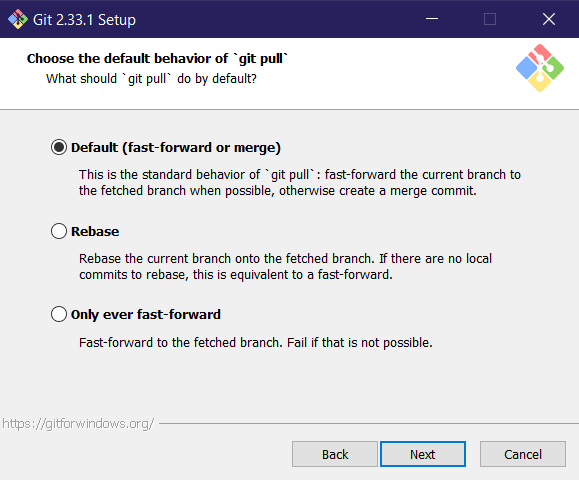 Git 2.33.1 Setup
Choose the default behavior of `git pull`
What should `git pull` do by default?
Default (fast-forward or merge)
This is the standard behavior of `git pull`: fast-forward the current branch to
the fetched branch when possible, otherwise create a merge commit.
Rebase
Rebase the current branch onto the fetched branch. If there are no local
commits to rebase, this is equivalent to a fast-forward.
Only ever fast-forward
Fast-forward to the fetched branch. Fail if that is not possible.
https://gitforwindows.org/
Back Next Cancel